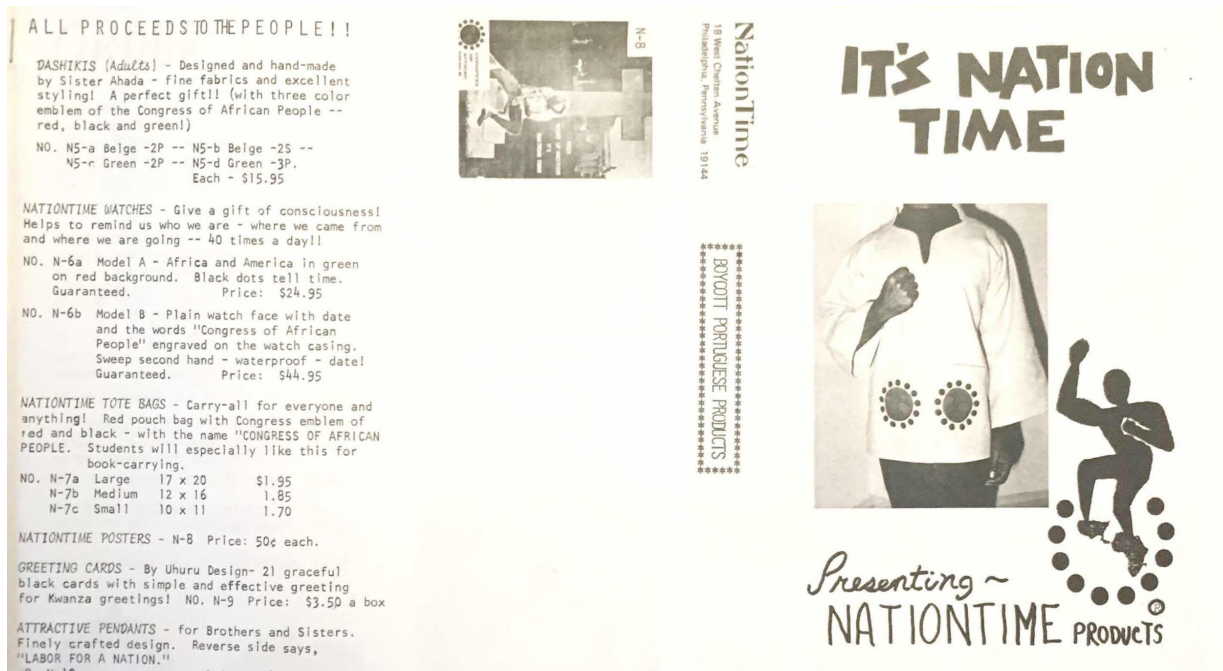 ALL PROCEEDS TO THE PEOPLE!!
DASHIKIS (Adults) - Designed and hand-made
by Sister Ahada - fine fabrics and excellent
styling! A perfect gift!! (with three color
emblem of the Congress of African People --
red, black and green!)
NO. N5-a Beige -2P -- N5-b Beige -2S --
N5-c Green -2P -- N5-d Green -3P.
Each - $15.95
NATIONTIME WATCHES - Give a gift of consciousness!
Helps to remind us who we are - where we came from
and where we are going -- 40 times a day!!
NO. N-6a Model A - Africa and America in green
on red background. Black dots tell time.
Guaranteed. Price: $24.95
NO. N-6b Model B - Plain watch face with date
and the words "Congress of African
People" engraved on the watch casing.
Sweep second hand - waterproof - date!
Guaranteed. Price: $44.95
NATIONTIME TOTE BAGS - Carry-all for everyone and
anything! Red pouch bag with Congress emblem of
red and black - with the name "CONGRESS OF AFRICAN
PEOPLE. Students will especially like this for
book-carrying.
NO. N-7a Large 17 x 20 $1.95
N-7b Medium 12 x 16 1.85
N-7c Small 10 x 11 1.70
NATIONTIME POSTERS - N-8 Price: 50¢ each.
GREETING CARDS - By Uhuru Design- 21 graceful
black cards with simple and effective greeting
for Kwanza greetings! NO. N-9 Price: $3.50 a box
ATTRACTIVE PENDANTS - for Brothers and Sisters.
Finely crafted design. Reverse side says,
"LABOR FOR A NATION."
N-8
CONGRESS
OF
AFRICAN
PEOPLE
NationTime
18 West Chelten Avenue
Philadelphia, Pennsylvania 19144
BOYCOTT PORTUGUESE PRODUCTS
IT'S NATION
TIME
Presenting ~
NATIONTIME PRODUCTS